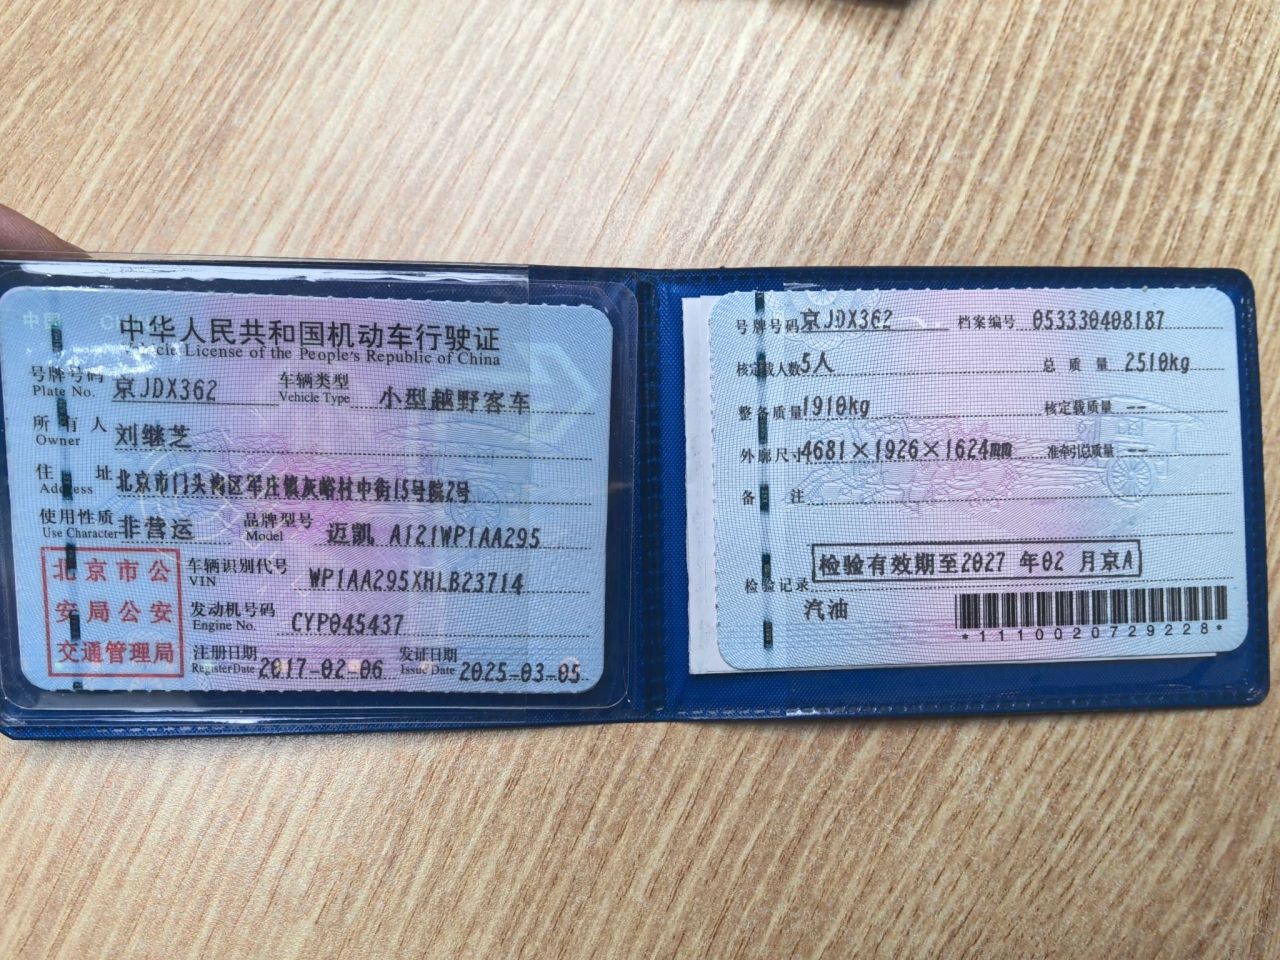 中国
中华人民共和国机动车行驶证
Vehicle License of the People's Republic of China
号牌号码 京JDX362 车辆类型 小型越野客车
Plate No. Vehicle Type
所有人 刘继芝
Owner
住址 北京市门头沟区军庄镇灰峪村中街15号院2号
Address
使用性质 非营运 品牌型号 迈凯 A121WP1AA295
Use Character Model
北京市公
安局公安
交通管理局
车辆识别代号 WP1AA295XHLB23714
VIN
发动机号码 CYP045437
Engine No.
注册日期 2017-02-06 发证日期 2025-03-05
Register Date Issue Date
号牌号码 京JDX362 档案编号 053330408187
核定载人数 5人 总质量 2510kg
整备质量 1910kg 核定载质量 --
外廓尺寸 4681×1926×1624mm 准牵引总质量 --
备注
检验有效期至2027 年02 月京A
检验记录
汽油
*1110020729228*